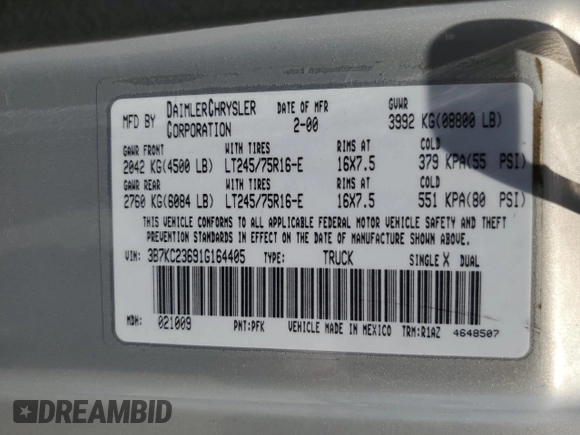 MFD BY DAIMLERCHRYSLER CORPORATION DATE OF MFR 2-00 GVWR 3992 KG(08800 LB)
GAWR FRONT WITH TIRES RIMS AT COLD
2042 KG(4500 LB) LT245/75R16-E 16X7.5 379 KPA(55 PSI)
GAWR REAR WITH TIRES RIMS AT COLD
2760 KG(6084 LB) LT245/75R16-E 16X7.5 551 KPA(80 PSI)
THIS VEHICLE CONFORMS TO ALL APPLICABLE FEDERAL MOTOR VEHICLE SAFETY AND THEFT
PREVENTION STANDARDS IN EFFECT ON THE DATE OF MANUFACTURE SHOWN ABOVE.
VIN: 3B7KC23691G164405 TYPE: TRUCK SINGLE X DUAL
MDH: 021009 PNT:PFK VEHICLE MADE IN MEXICO TRM:R1AZ 4648507
DREAMBID